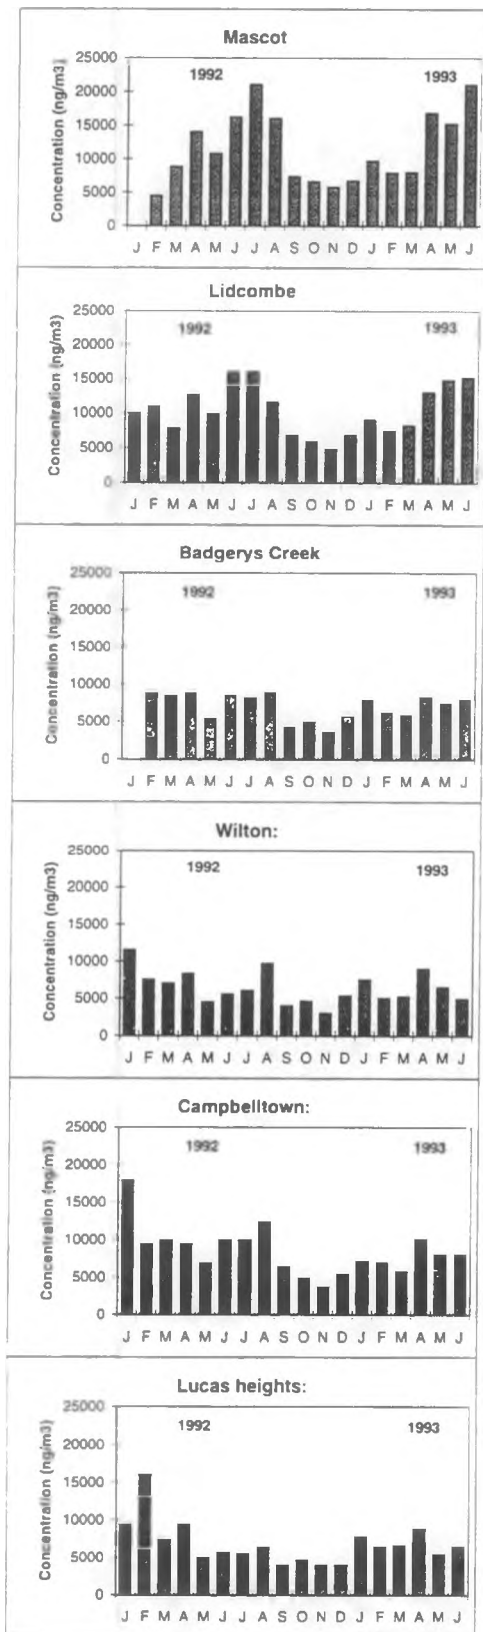 Mascot
1992 1993
Concentration (ng/m3)
25000
20000
15000
10000
5000
0
J F M A M J J A S O N D J F M A M J
Lidcombe
1992 1993
Concentration (ng/m3)
25000
20000
15000
10000
5000
0
J F M A M J J A S O N D J F M A M J
Badgerys Creek
1992 1993
Concentration (ng/m3)
25000
20000
15000
10000
5000
0
J F M A M J J A S O N D J F M A M J
Wilton:
1992 1993
Concentration (ng/m3)
25000
20000
15000
10000
5000
0
J F M A M J J A S O N D J F M A M J
Campbelltown:
1992 1993
Concentration (ng/m3)
25000
20000
15000
10000
5000
0
J F M A M J J A S O N D J F M A M J
Lucas heights:
1992 1993
Concentration (ng/m3)
25000
20000
15000
10000
5000
0
J F M A M J J A S O N D J F M A M J